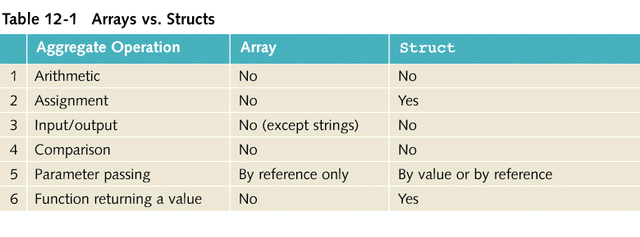 Table 12-1 Arrays vs. Structs
Aggregate Operation Array Struct
1 Arithmetic No No
2 Assignment No Yes
3 Input/output No (except strings) No
4 Comparison No No
5 Parameter passing By reference only By value or by reference
6 Function returning a value No Yes